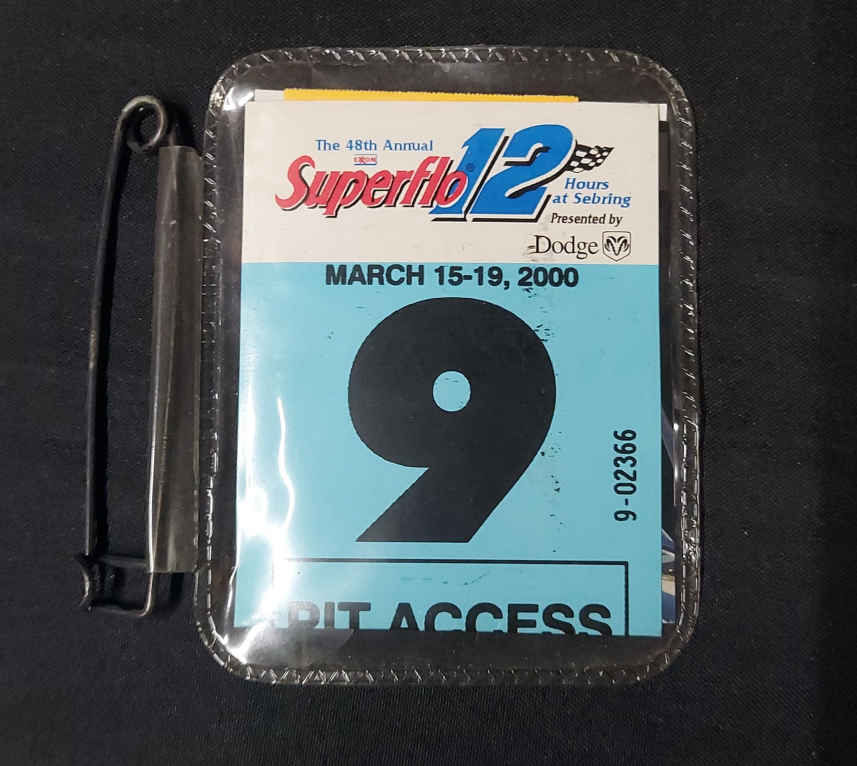 The 48th Annual
EXXON
Superflo® 12
Hours
at Sebring
Presented by
Dodge
MARCH 15-19, 2000
9
9-02366
PIT ACCESS